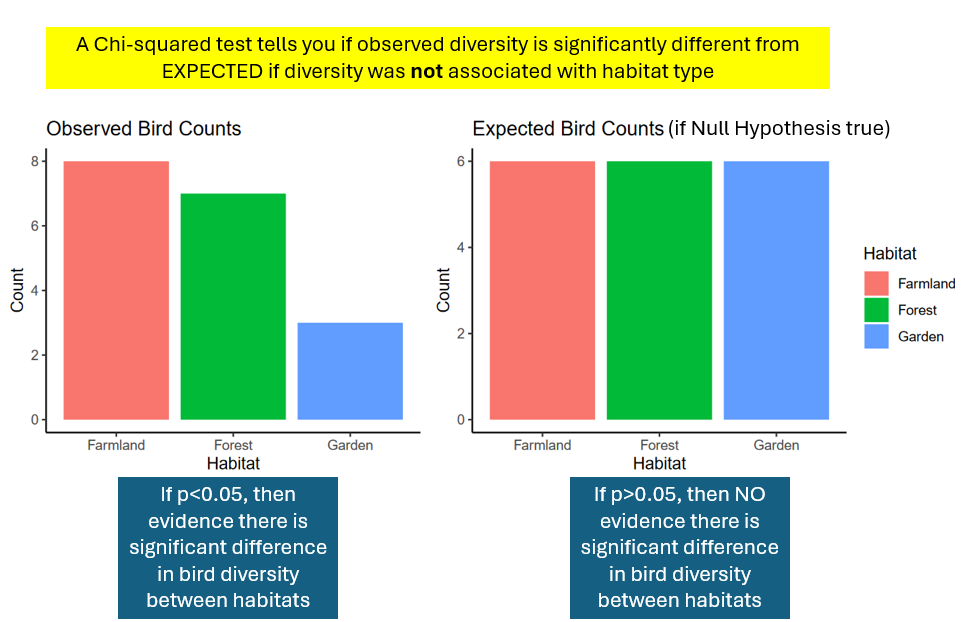 A Chi-squared test tells you if observed diversity is significantly different from
EXPECTED if diversity was not associated with habitat type
Observed Bird Counts
8
6
4
2
0
Count
Farmland
Forest
Garden
Habitat
Expected Bird Counts (if Null Hypothesis true)
6
4
2
0
Count
Farmland
Forest
Garden
Habitat
Habitat
Farmland
Forest
Garden
If p<0.05, then
evidence there is
significant difference
in bird diversity
between habitats
If p>0.05, then NO
evidence there is
significant difference
in bird diversity
between habitats